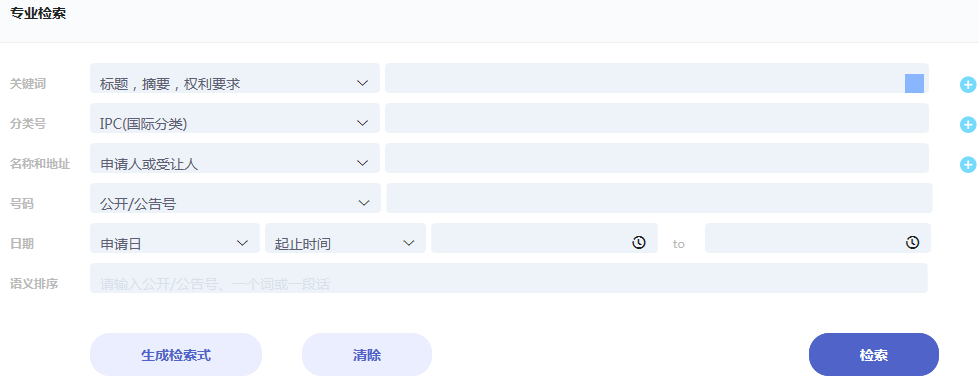 专业检索
关键词 标题，摘要，权利要求
分类号 IPC(国际分类)
名称和地址 申请人或受让人
号码 公开/公告号
日期 申请日 起止时间 to
语义排序 请输入公开/公告号、一个词或一段话
生成检索式 清除 检索